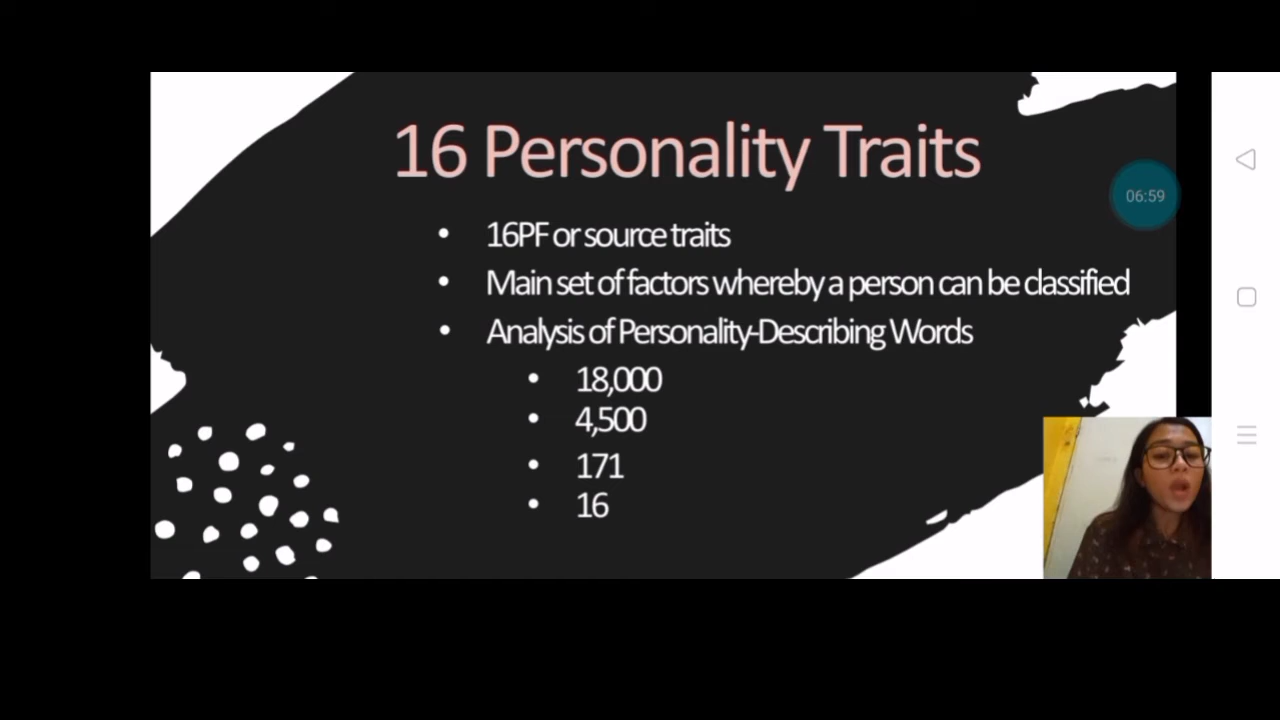 16 Personality Traits
06:59
• 16PF or source traits
• Main set of factors whereby a person can be classified
• Analysis of Personality-Describing Words
• 18,000
• 4,500
• 171
• 16